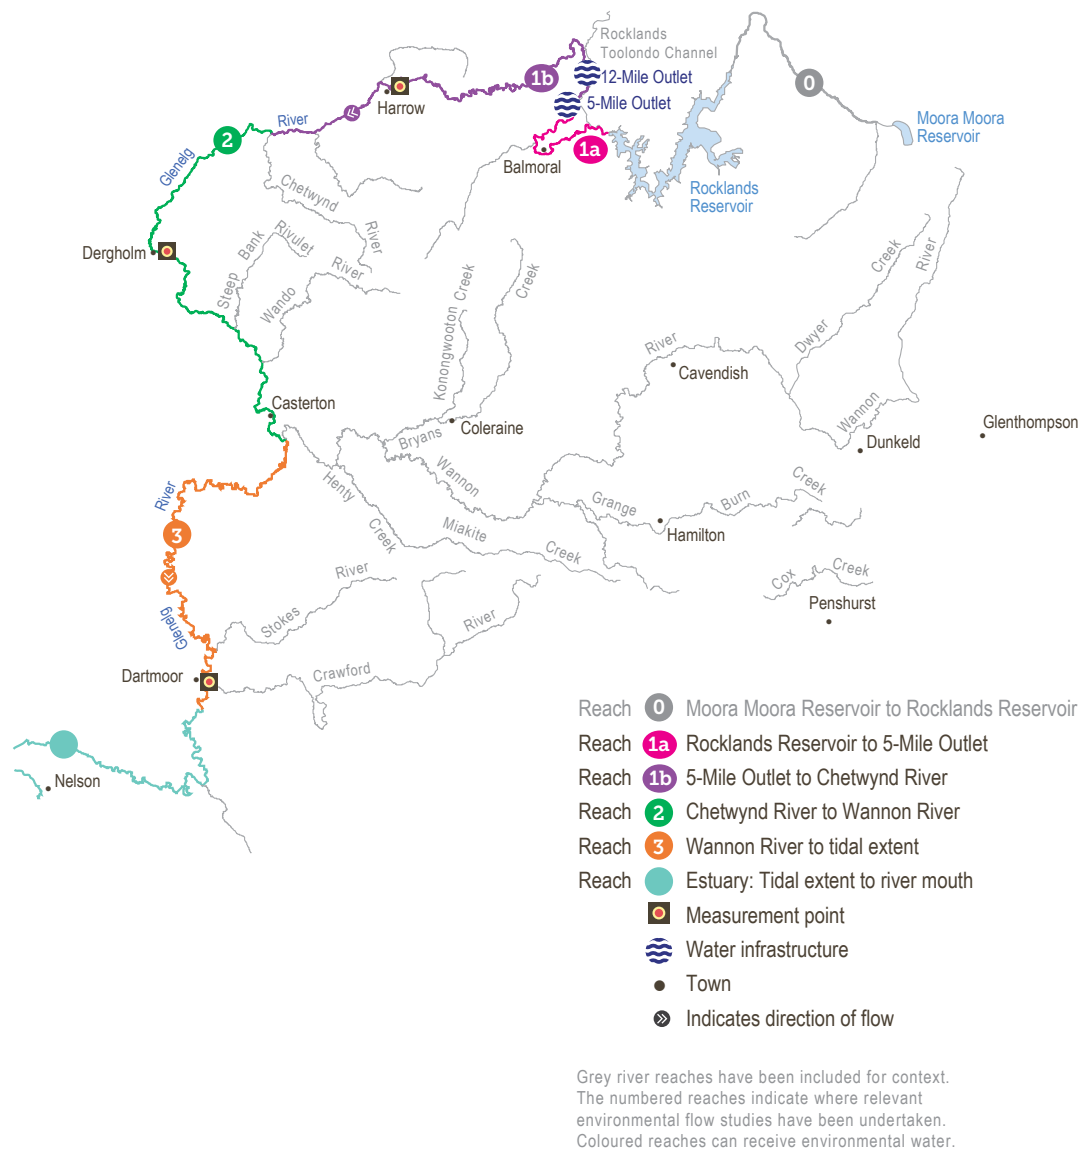 Rocklands
Toolondo Channel
12-Mile Outlet
5-Mile Outlet
1b
0
Harrow
Moora Moora
Reservoir
River
2
1a
Balmoral
Glenelg
Rocklands
Reservoir
Chetwynd
River
Dergholm
Steep
Bank
Rivulet
Wando
River
Creek
Konongwooton
Creek
Dwyer
Creek
River
River
Cavendish
Casterton
Bryans
Coleraine
Wannon
Glenthompson
Dunkeld
Wannon
Henty
Creek
Grange
Burn
Creek
Hamilton
River
3
Miakite
Creek
Glenelg
Stokes
River
Cox
Creek
Penshurst
Dartmoor
Crawford
River
Nelson
Reach 0 Moora Moora Reservoir to Rocklands Reservoir
Reach 1a Rocklands Reservoir to 5-Mile Outlet
Reach 1b 5-Mile Outlet to Chetwynd River
Reach 2 Chetwynd River to Wannon River
Reach 3 Wannon River to tidal extent
Reach Estuary: Tidal extent to river mouth
Measurement point
Water infrastructure
Town
Indicates direction of flow
Grey river reaches have been included for context.
The numbered reaches indicate where relevant
environmental flow studies have been undertaken.
Coloured reaches can receive environmental water.